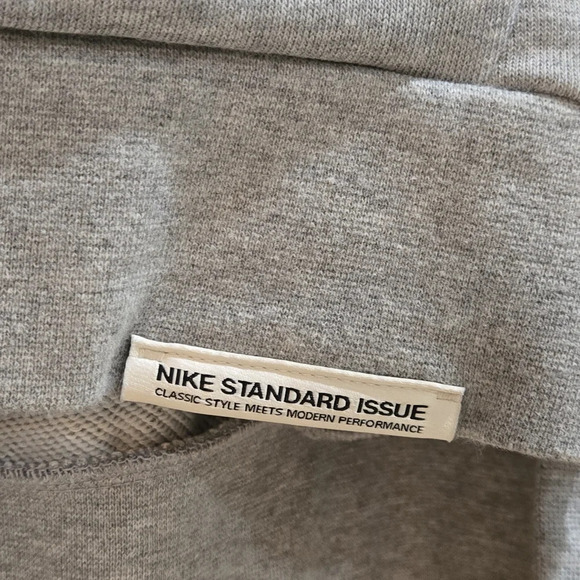 NIKE STANDARD ISSUE
CLASSIC STYLE MEETS MODERN PERFORMANCE